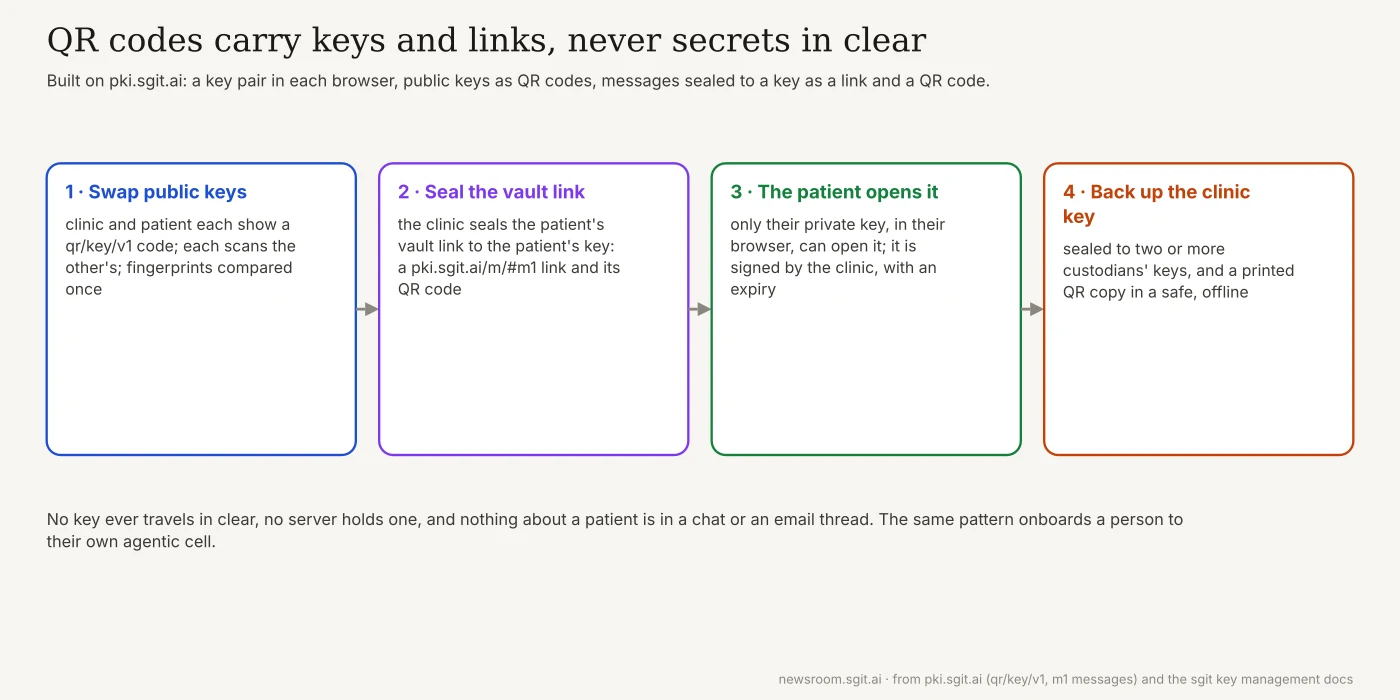 QR codes carry keys and links, never secrets in clear
Built on pki.sgit.ai: a key pair in each browser, public keys as QR codes, messages sealed to a key as a link and a QR code.
1 · Swap public keys
clinic and patient each show a
qr/key/v1 code; each scans the
other's; fingerprints compared
once
2 · Seal the vault link
the clinic seals the patient's
vault link to the patient's key:
a pki.sgit.ai/m/#m1 link and its
QR code
3 · The patient opens it
only their private key, in their
browser, can open it; it is
signed by the clinic, with an
expiry
4 · Back up the clinic
key
sealed to two or more
custodians' keys, and a printed
QR copy in a safe, offline
No key ever travels in clear, no server holds one, and nothing about a patient is in a chat or an email thread. The same pattern onboards a person to
their own agentic cell.
newsroom.sgit.ai · from pki.sgit.ai (qr/key/v1, m1 messages) and the sgit key management docs